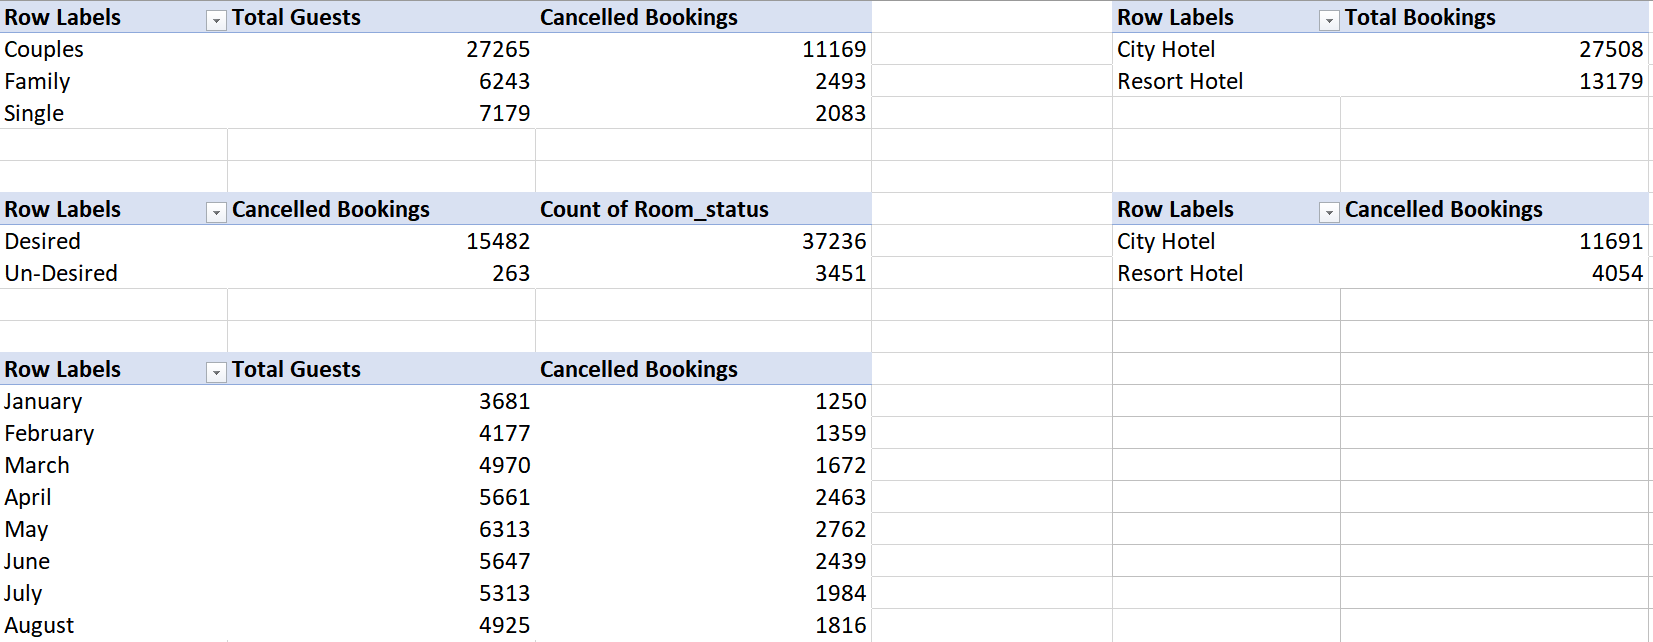 Row Labels Total Guests Cancelled Bookings
Couples 27265 11169
Family 6243 2493
Single 7179 2083
Row Labels Total Bookings
City Hotel 27508
Resort Hotel 13179
Row Labels Cancelled Bookings Count of Room_status
Desired 15482 37236
Un-Desired 263 3451
Row Labels Cancelled Bookings
City Hotel 11691
Resort Hotel 4054
Row Labels Total Guests Cancelled Bookings
January 3681 1250
February 4177 1359
March 4970 1672
April 5661 2463
May 6313 2762
June 5647 2439
July 5313 1984
August 4925 1816